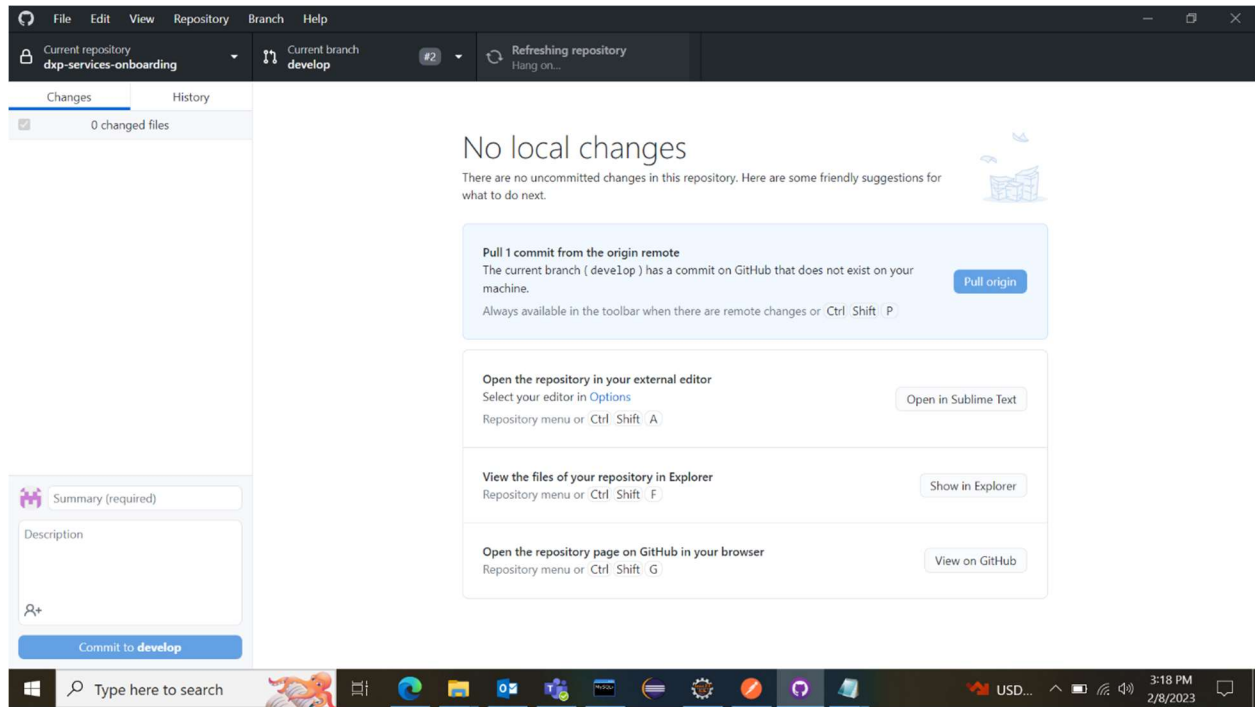 File Edit View Repository Branch Help
Current repository
dxp-services-onboarding
Current branch
develop
#2
Refreshing repository
Hang on...
Changes History
0 changed files
No local changes
There are no uncommitted changes in this repository. Here are some friendly suggestions for
what to do next.
Pull 1 commit from the origin remote
The current branch ( develop ) has a commit on GitHub that does not exist on your
machine.
Always available in the toolbar when there are remote changes or Ctrl Shift P
Pull origin
Open the repository in your external editor
Select your editor in Options
Repository menu or Ctrl Shift A
Open in Sublime Text
View the files of your repository in Explorer
Repository menu or Ctrl Shift F
Show in Explorer
Open the repository page on GitHub in your browser
Repository menu or Ctrl Shift G
View on GitHub
Summary (required)
Description
Commit to develop
Type here to search
USD...
3:18 PM
2/8/2023